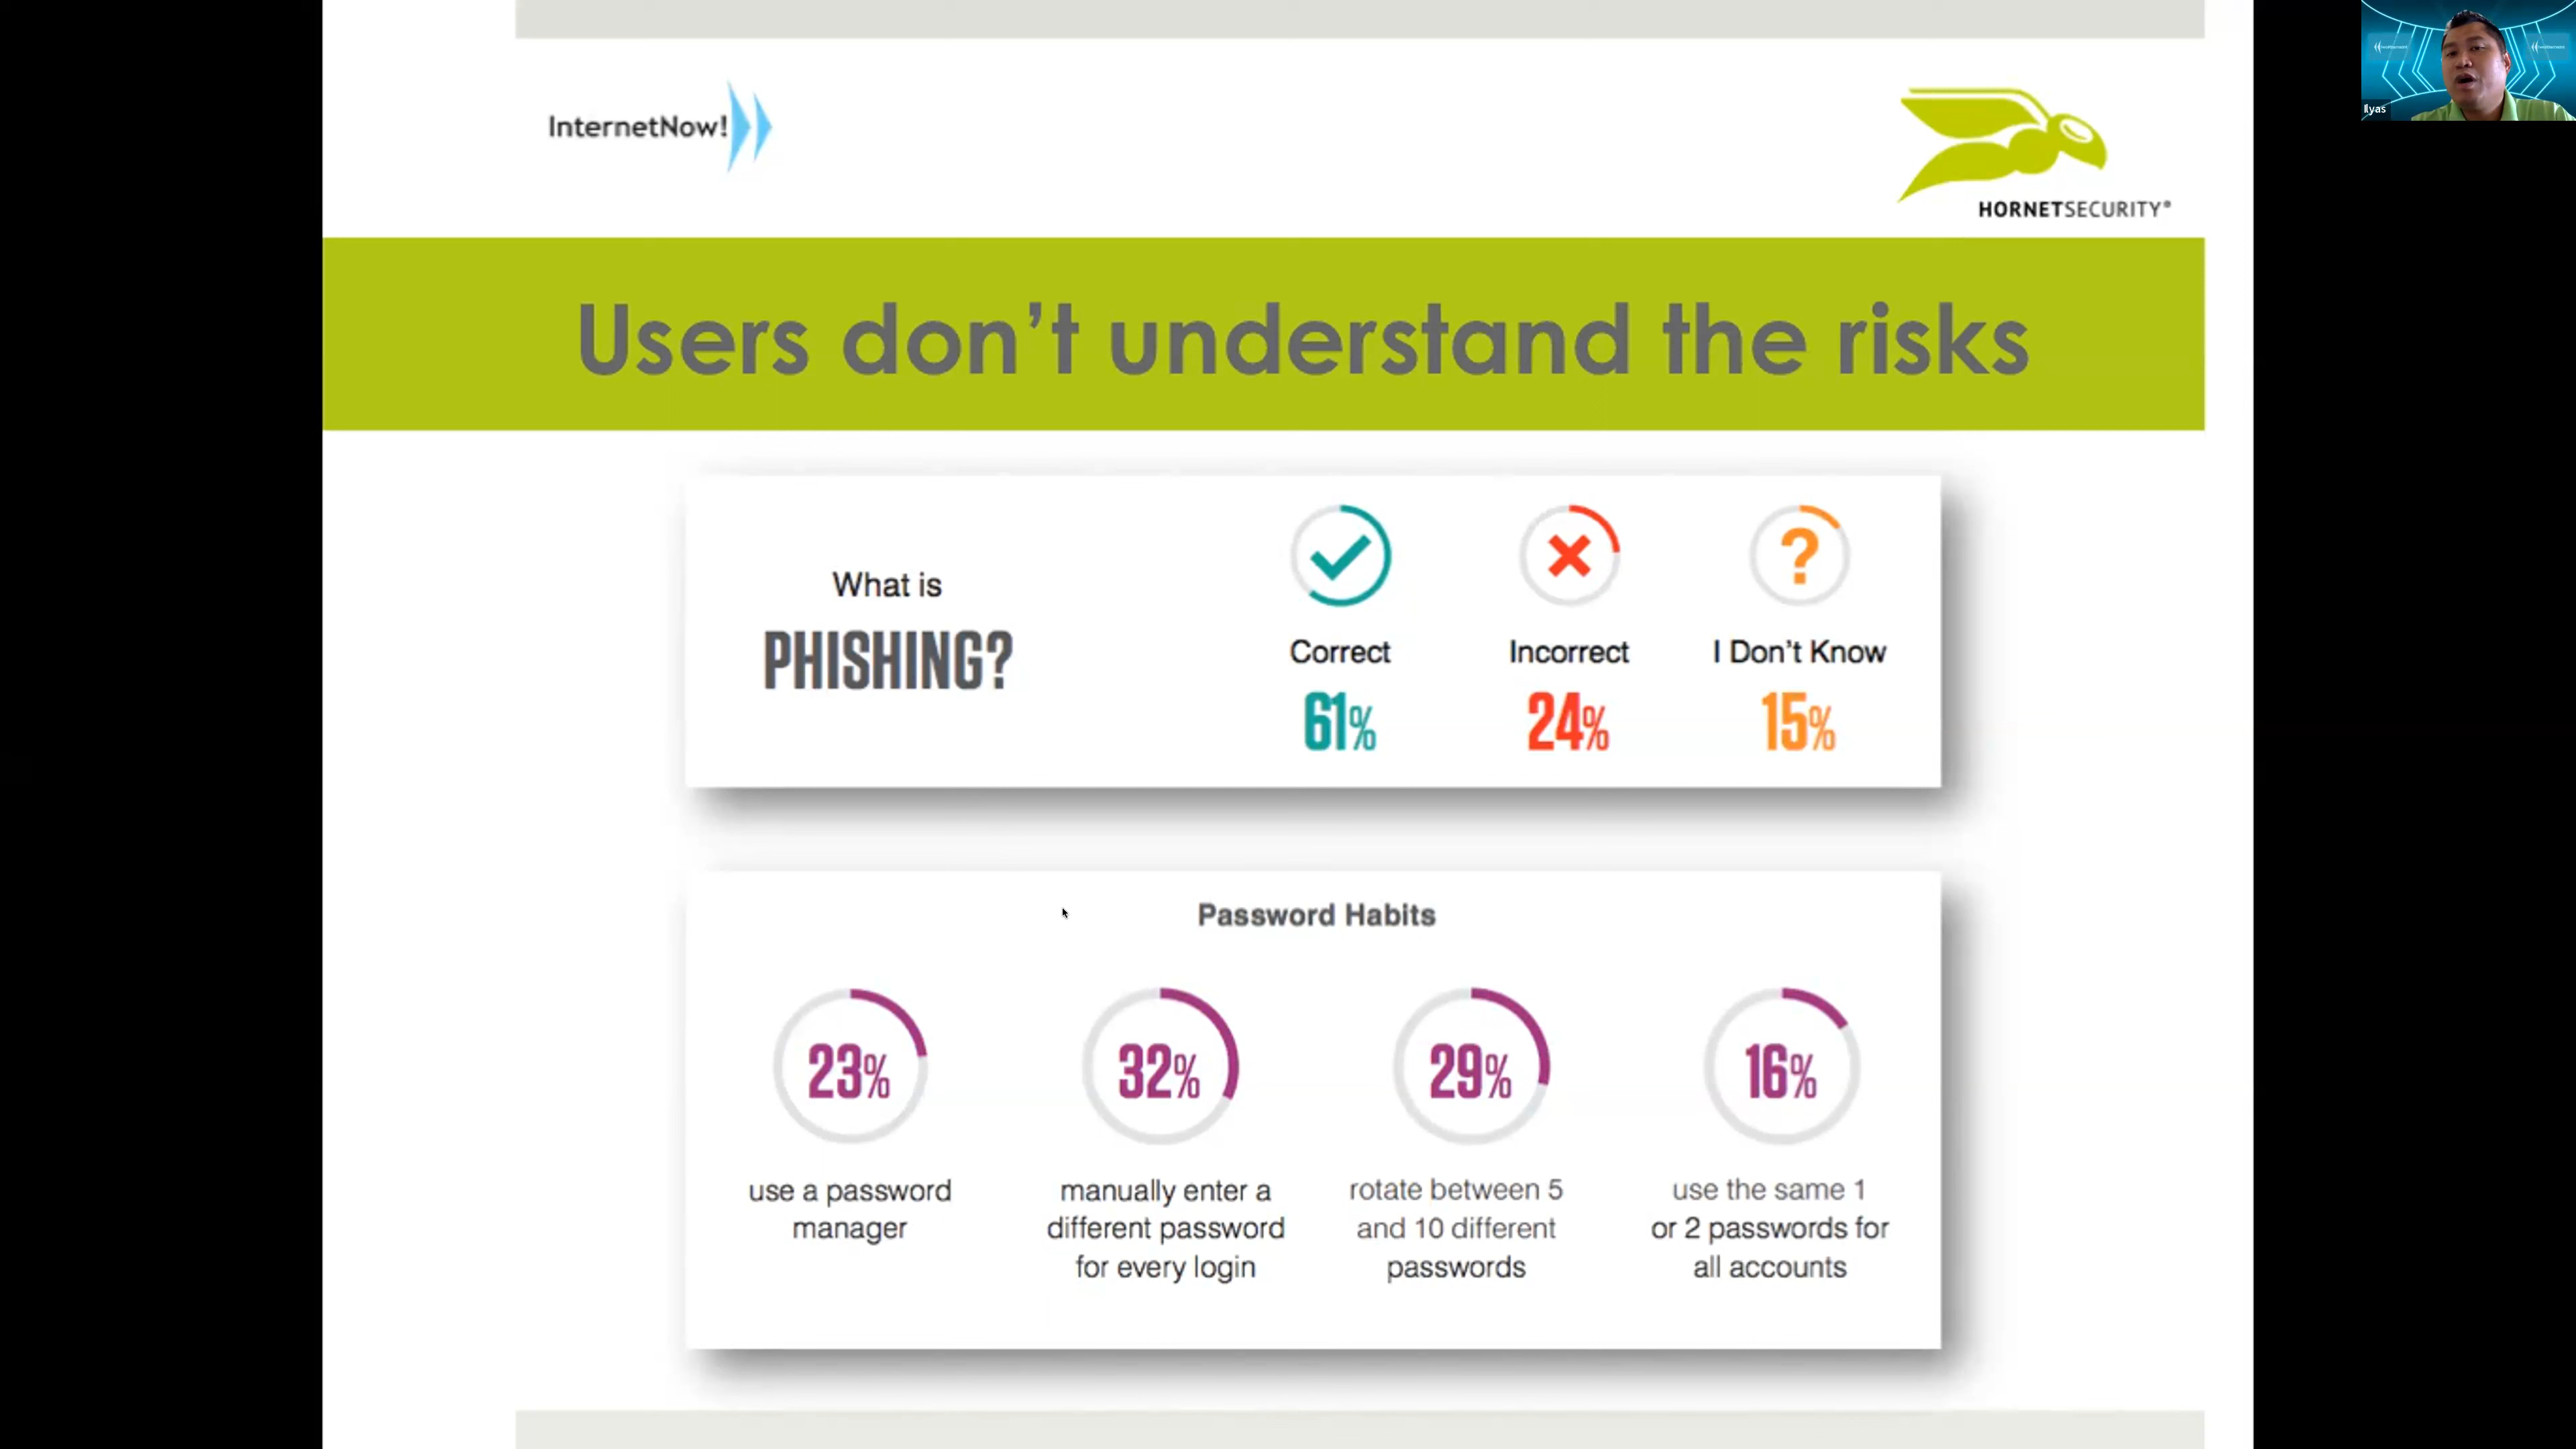 InternetNow!
HORNETSECURITY®
Ilyas
Users don't understand the risks
What is
PHISHING?
Correct
Incorrect
I Don't Know
61%
24%
15%
Password Habits
23%
32%
29%
16%
use a password
manager
manually enter a
different password
for every login
rotate between 5
and 10 different
passwords
use the same 1
or 2 passwords for
all accounts